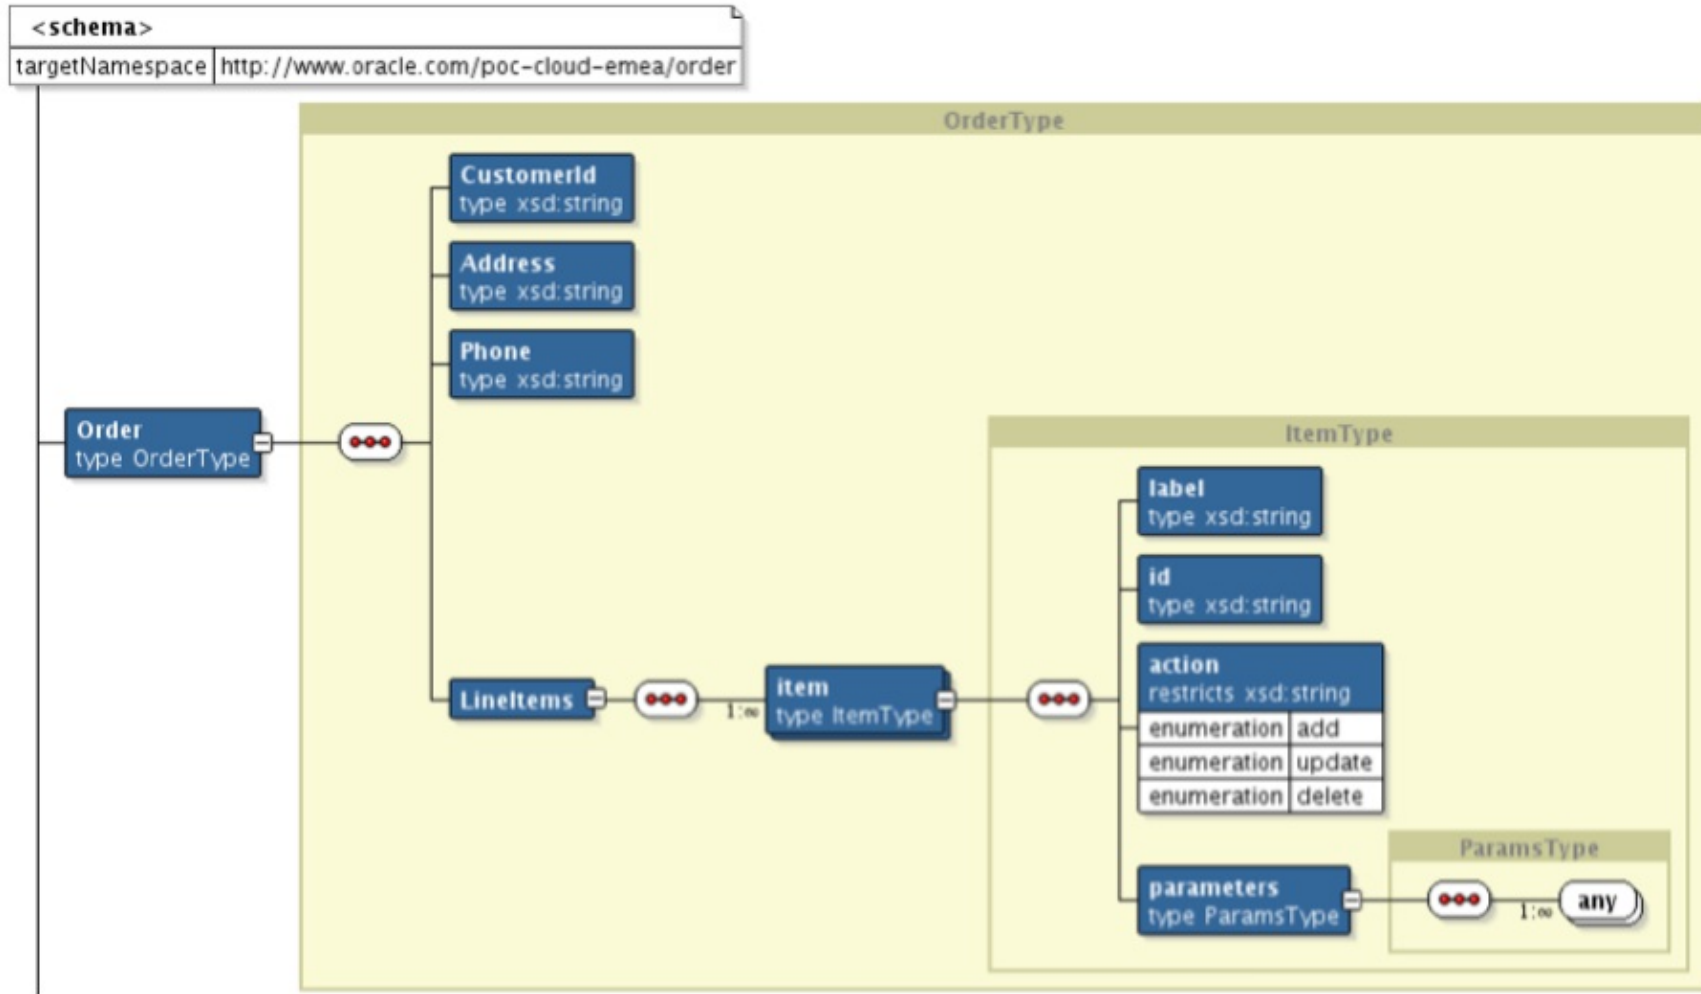 <schema>
targetNamespace http://www.oracle.com/poc-cloud-emea/order
OrderType
CustomerId
type xsd:string
Address
type xsd:string
Phone
type xsd:string
Order
type OrderType
LineItems
1:∞
item
type ItemType
ItemType
label
type xsd:string
id
type xsd:string
action
restricts xsd:string
enumeration add
enumeration update
enumeration delete
parameters
type ParamsType
ParamsType
1:∞
any